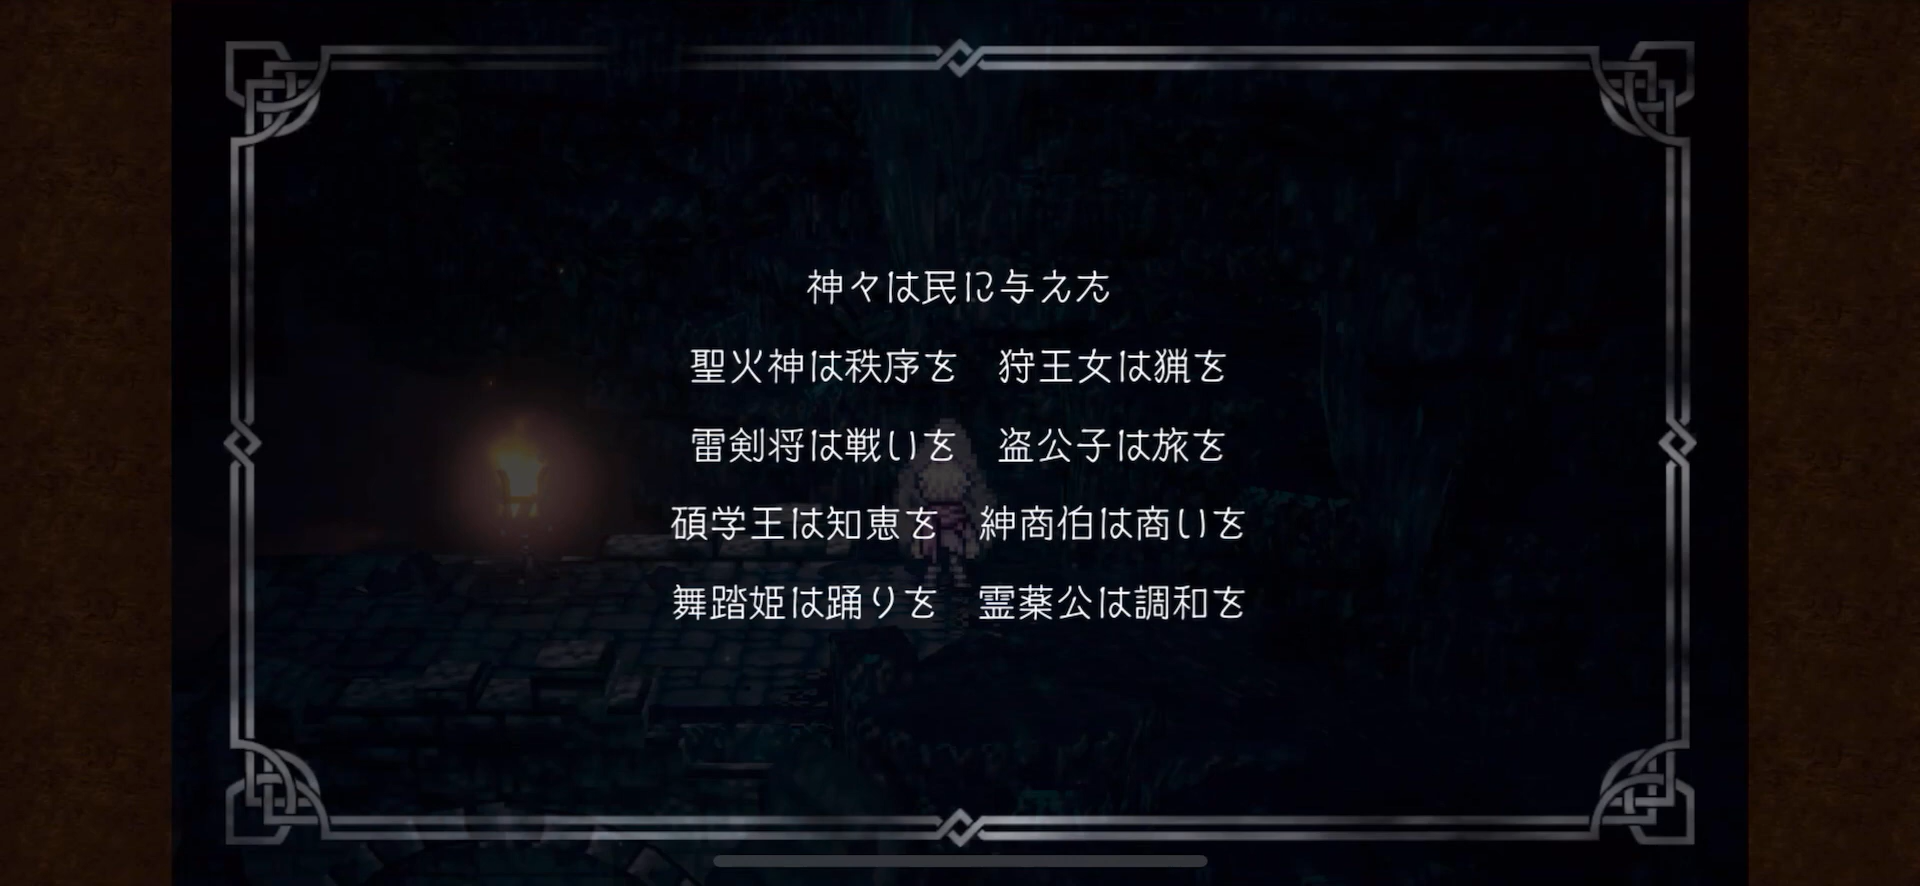 神々は民に与えた
聖火神は秩序を　狩王女は猟を
雷剣将は戦いを　盗公子は旅を
碩学王は知恵を　紳商伯は商いを
舞踏姫は踊りを　霊薬公は調和を